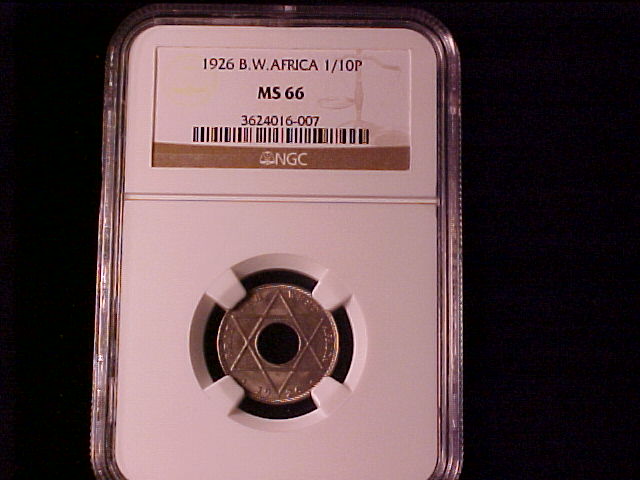 1926 B.W.AFRICA 1/10P
MS 66
3624016-007
NGC